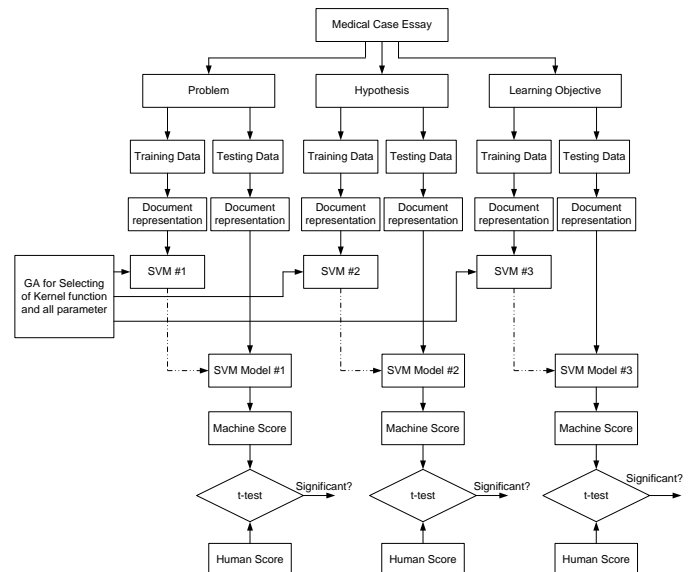 Medical Case Essay
Problem
Hypothesis
Learning Objective
Training Data
Testing Data
Training Data
Testing Data
Training Data
Testing Data
Document
representation
Document
representation
Document
representation
Document
representation
Document
representation
Document
representation
GA for Selecting
of Kernel function
and all parameter
SVM #1
SVM #2
SVM #3
SVM Model #1
SVM Model #2
SVM Model #3
Machine Score
Machine Score
Machine Score
t-test
Significant?
t-test
Significant?
t-test
Significant?
Human Score
Human Score
Human Score